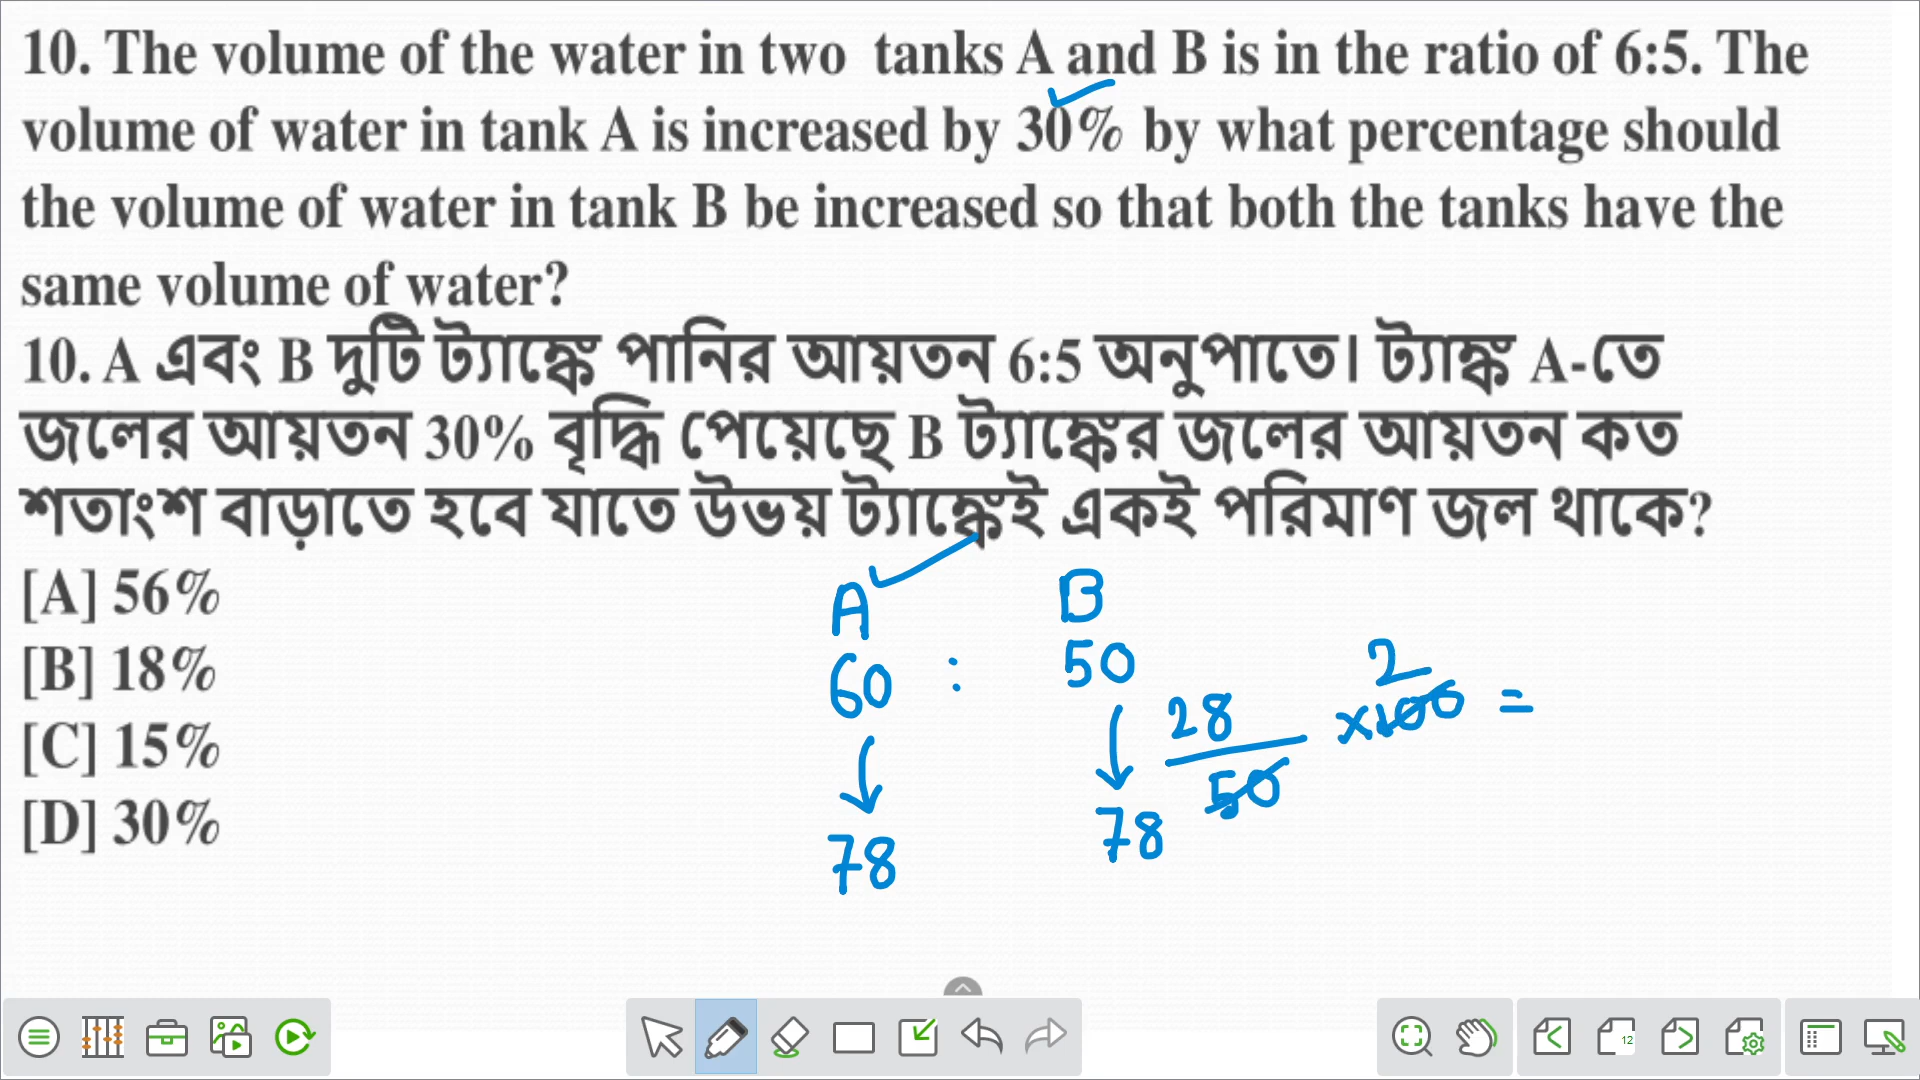 10. The volume of the water in two tanks A and B is in the ratio of 6:5. The
volume of water in tank A is increased by 30% by what percentage should
the volume of water in tank B be increased so that both the tanks have the
same volume of water?
10. A এবং B দুটি ট্যাঙ্কে পানির আয়তন 6:5 অনুপাতে। ট্যাঙ্ক A-তে
জলের আয়তন 30% বৃদ্ধি পেয়েছে B ট্যাঙ্কের জলের আয়তন কত
শতাংশ বাড়াতে হবে যাতে উভয় ট্যাঙ্কেই একই পরিমাণ জল থাকে?
[A] 56%
[B] 18%
[C] 15%
[D] 30%
A B
60 : 50
28 2
50 x100 =
78 78
12